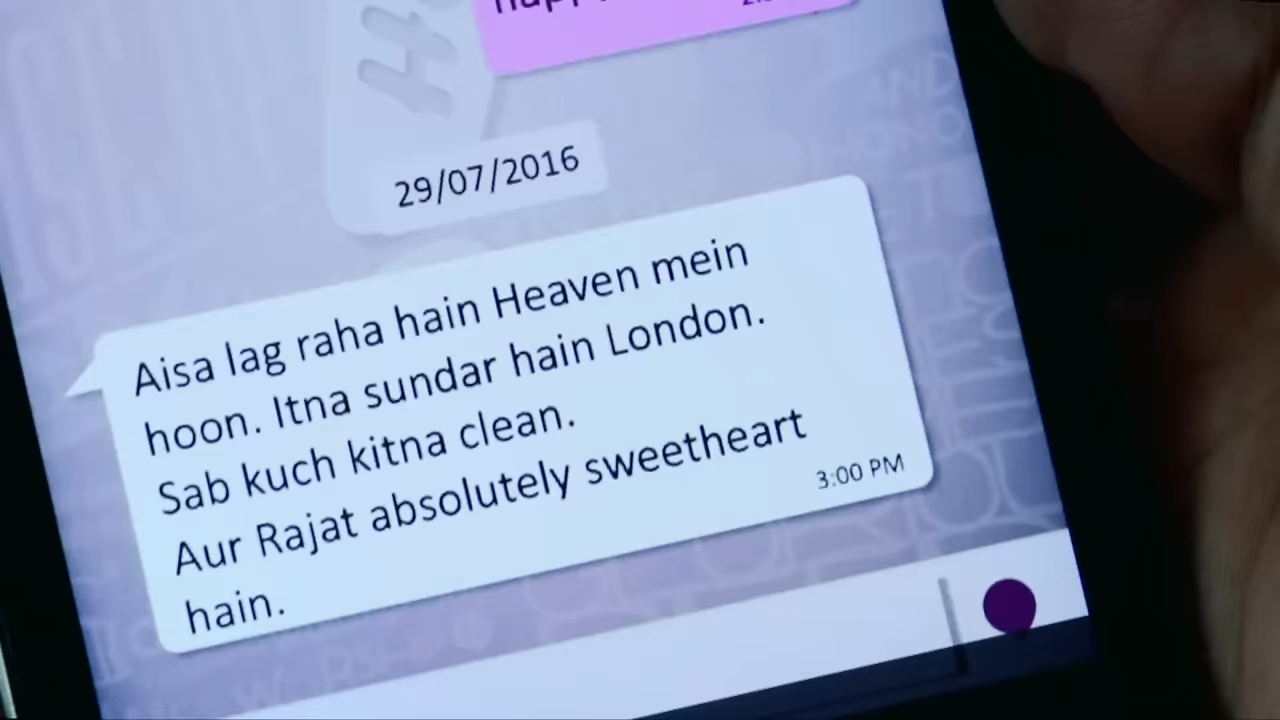 29/07/2016
Aisa lag raha hain Heaven mein
hoon. Itna sundar hain London.
Sab kuch kitna clean.
Aur Rajat absolutely sweetheart
hain.
3:00 PM